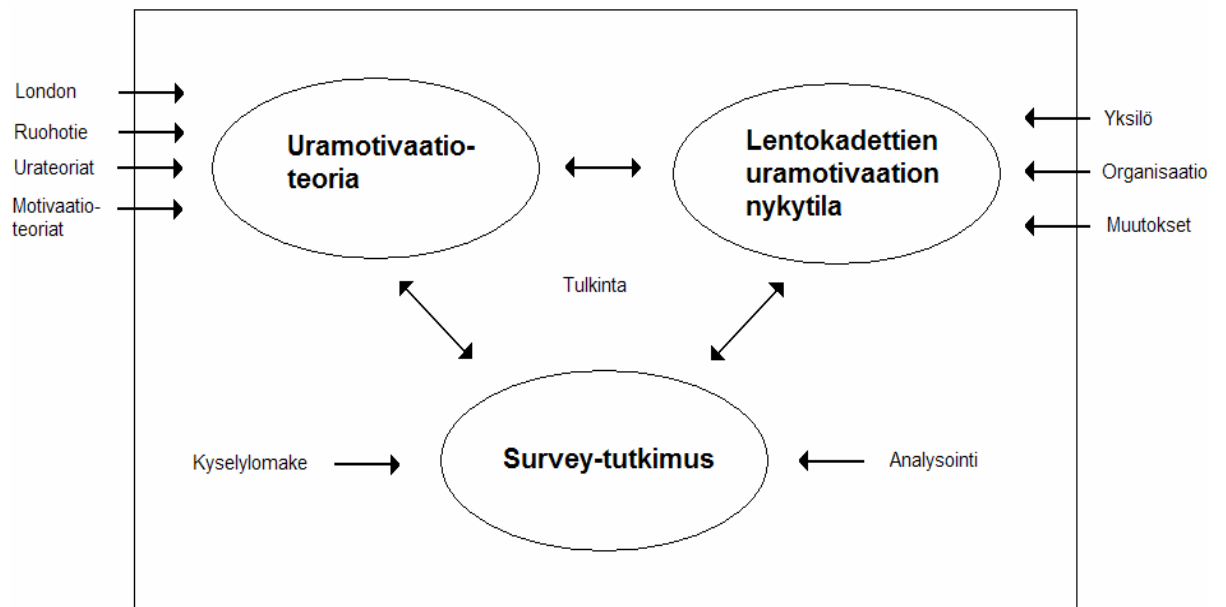 London
Ruohotie
Urateoriat
Motivaatio-
teoriat
Uramotivaatio-
teoria
Lentokadettien
uramotivaation
nykytila
Yksilö
Organisaatio
Muutokset
Tulkinta
Kyselylomake
Survey-tutkimus
Analysointi